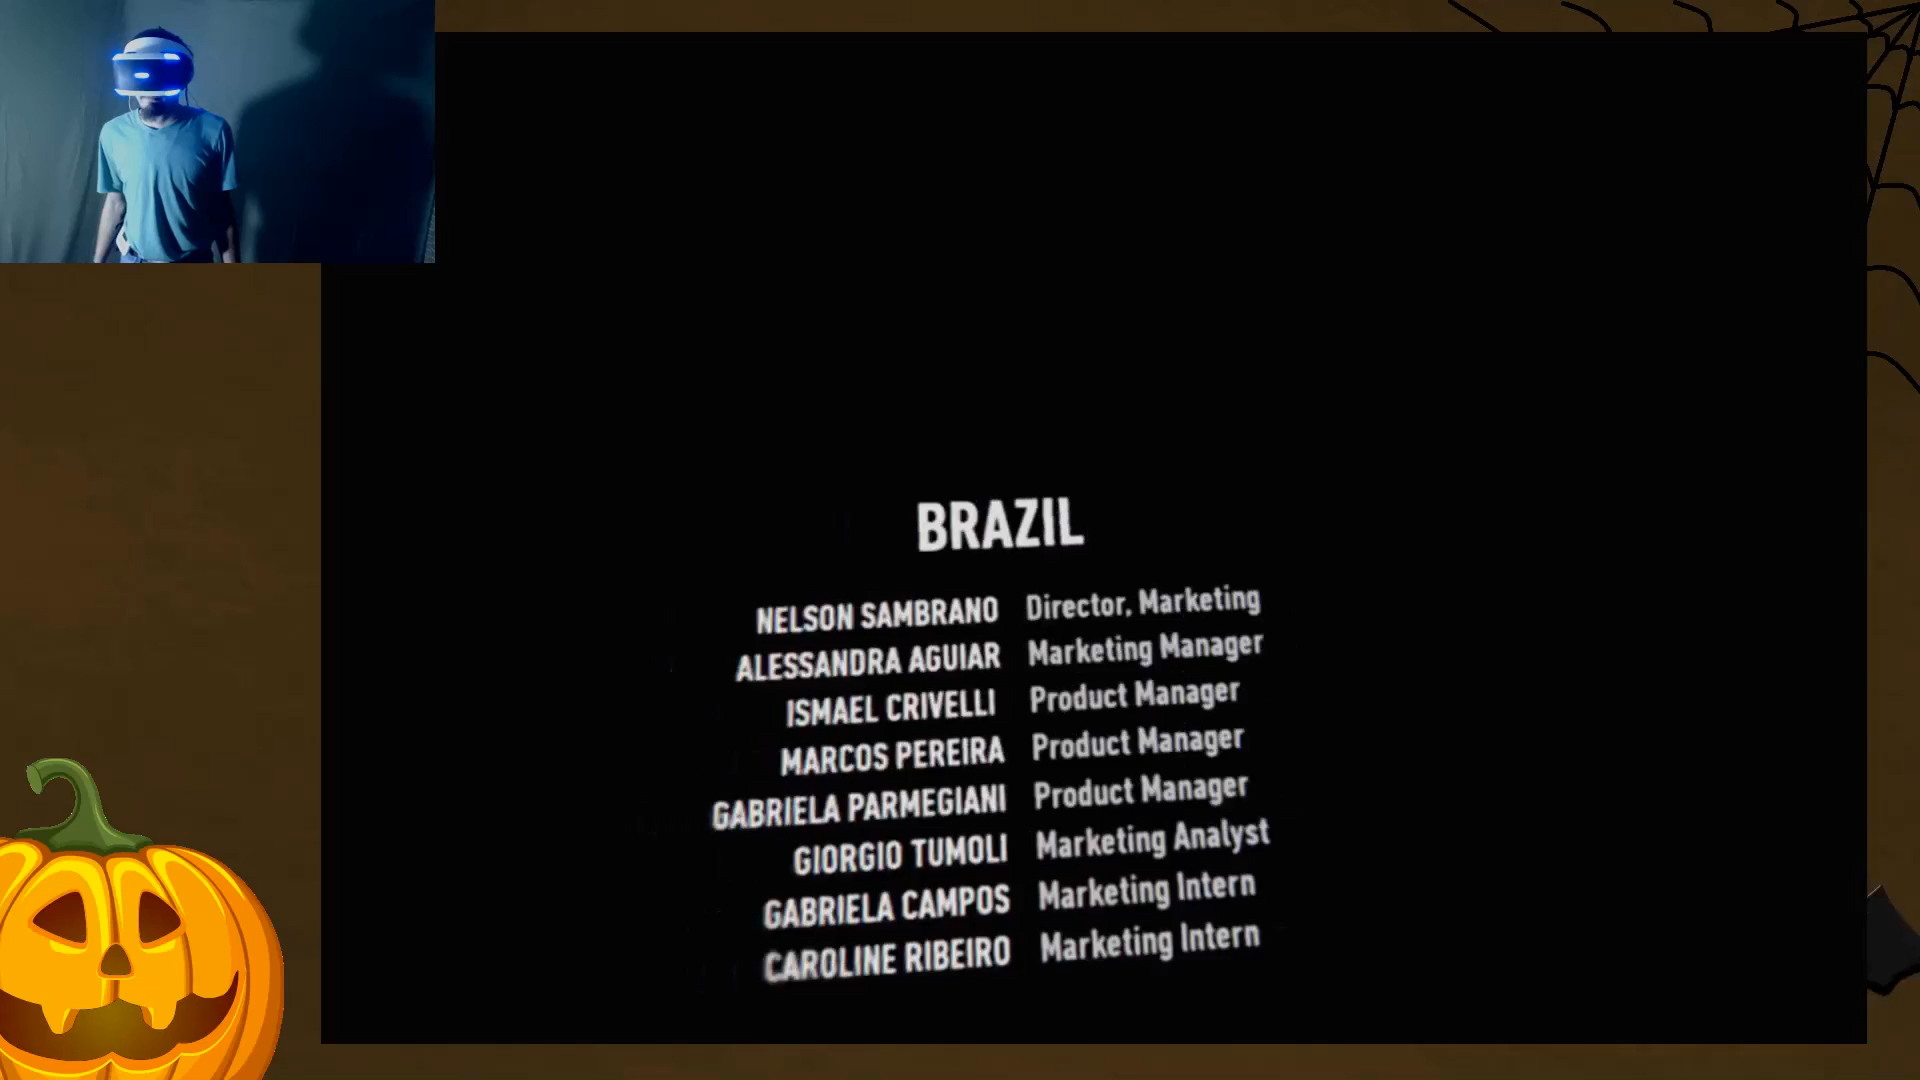 BRAZIL
NELSON SAMBRANO Director, Marketing
ALESSANDRA AGUIAR Marketing Manager
ISMAEL CRIVELLI Product Manager
MARCOS PEREIRA Product Manager
GABRIELA PARMEGIANI Product Manager
GIORGIO TUMOLI Marketing Analyst
GABRIELA CAMPOS Marketing Intern
CAROLINE RIBEIRO Marketing Intern